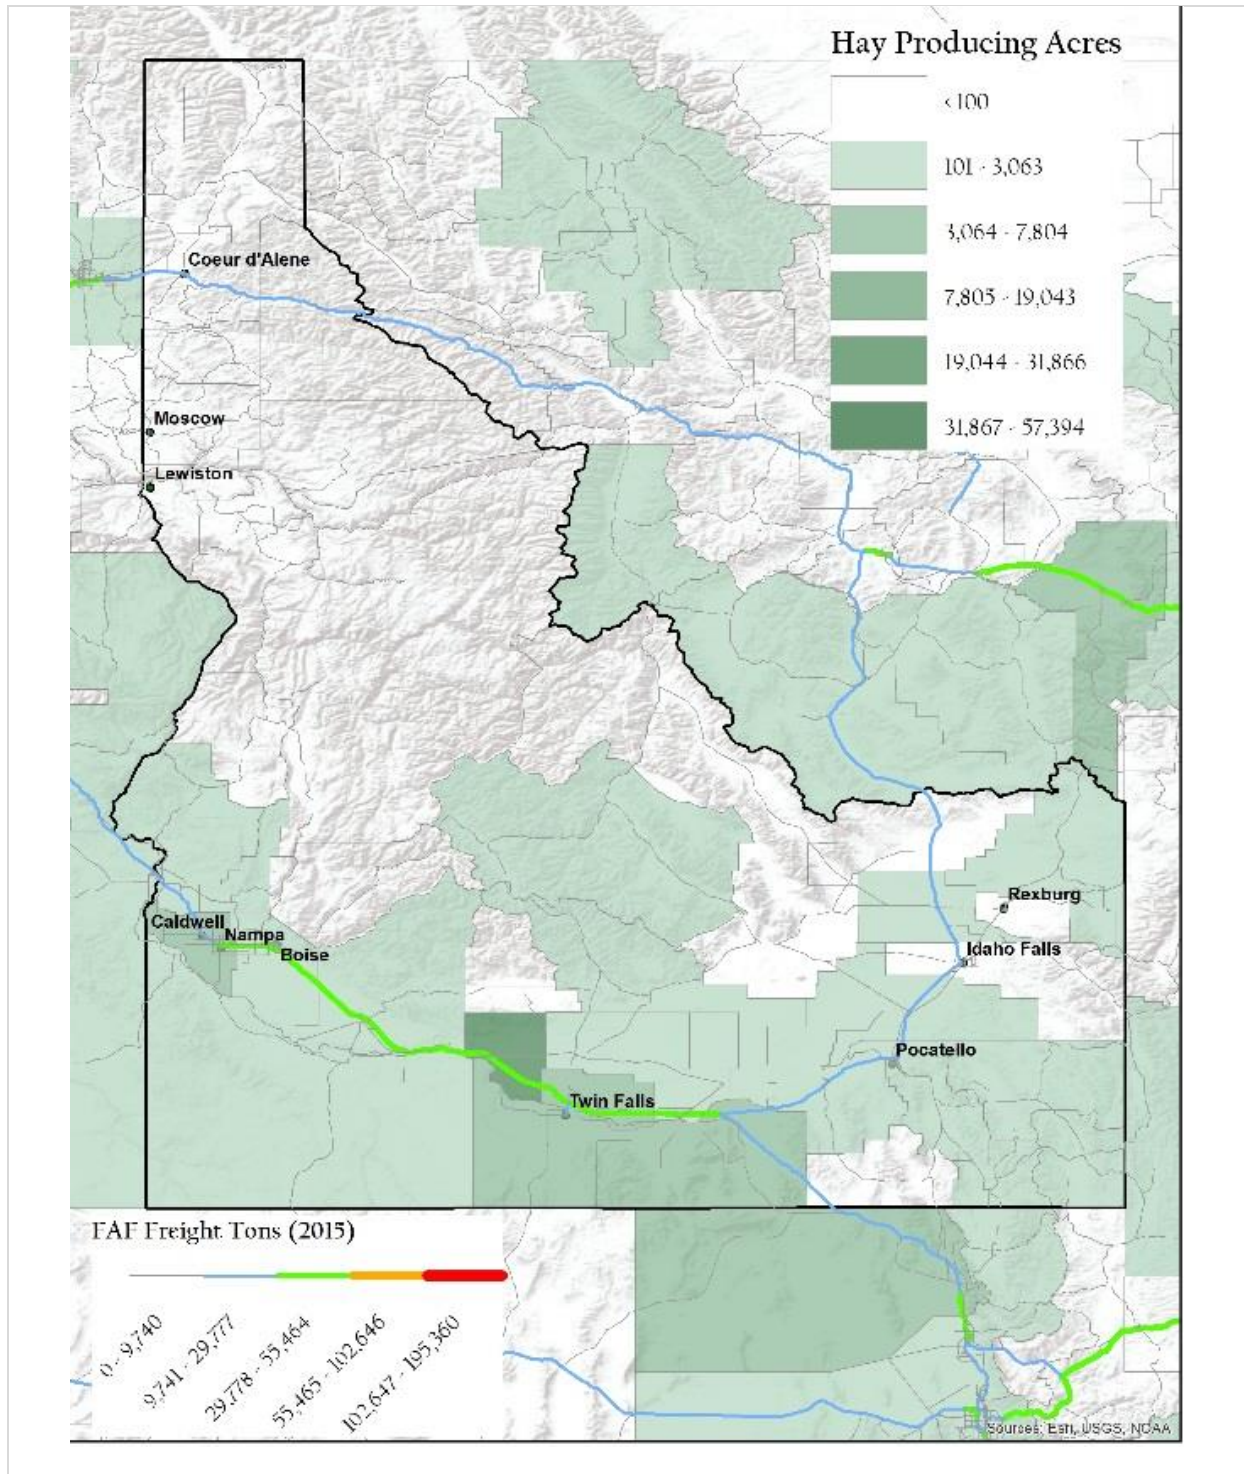 Hay Producing Acres
<100
101 - 3,063
3,064 - 7,804
7,805 - 19,043
19,044 - 31,866
31,867 - 57,394
Coeur d'Alene
Moscow
Lewiston
Rexburg
Caldwell
Nampa
Boise
Idaho Falls
Pocatello
Twin Falls
FAF Freight Tons (2015)
0 - 9,740
9,741 - 29,777
29,778 - 55,464
55,465 - 102,646
102,647 - 195,360
Sources: Esri, USGS, NOAA